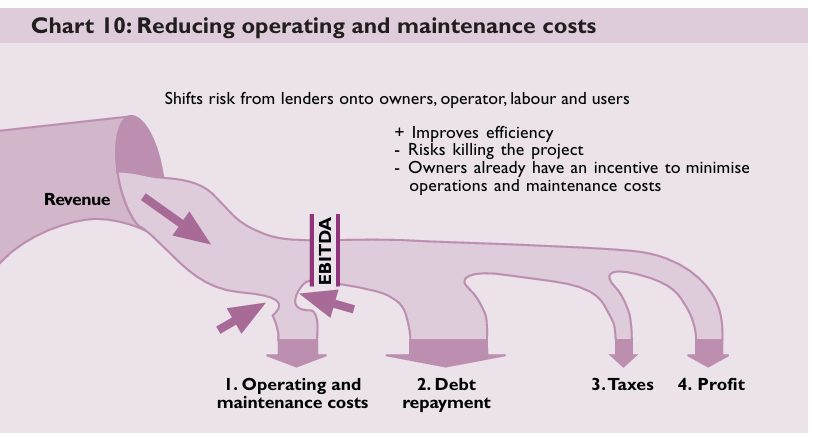 Chart 10: Reducing operating and maintenance costs
Shifts risk from lenders onto owners, operator, labour and users
+ Improves efficiency
- Risks killing the project
- Owners already have an incentive to minimise
operations and maintenance costs
Revenue
EBITDA
1. Operating and
maintenance costs
2. Debt
repayment
3. Taxes
4. Profit